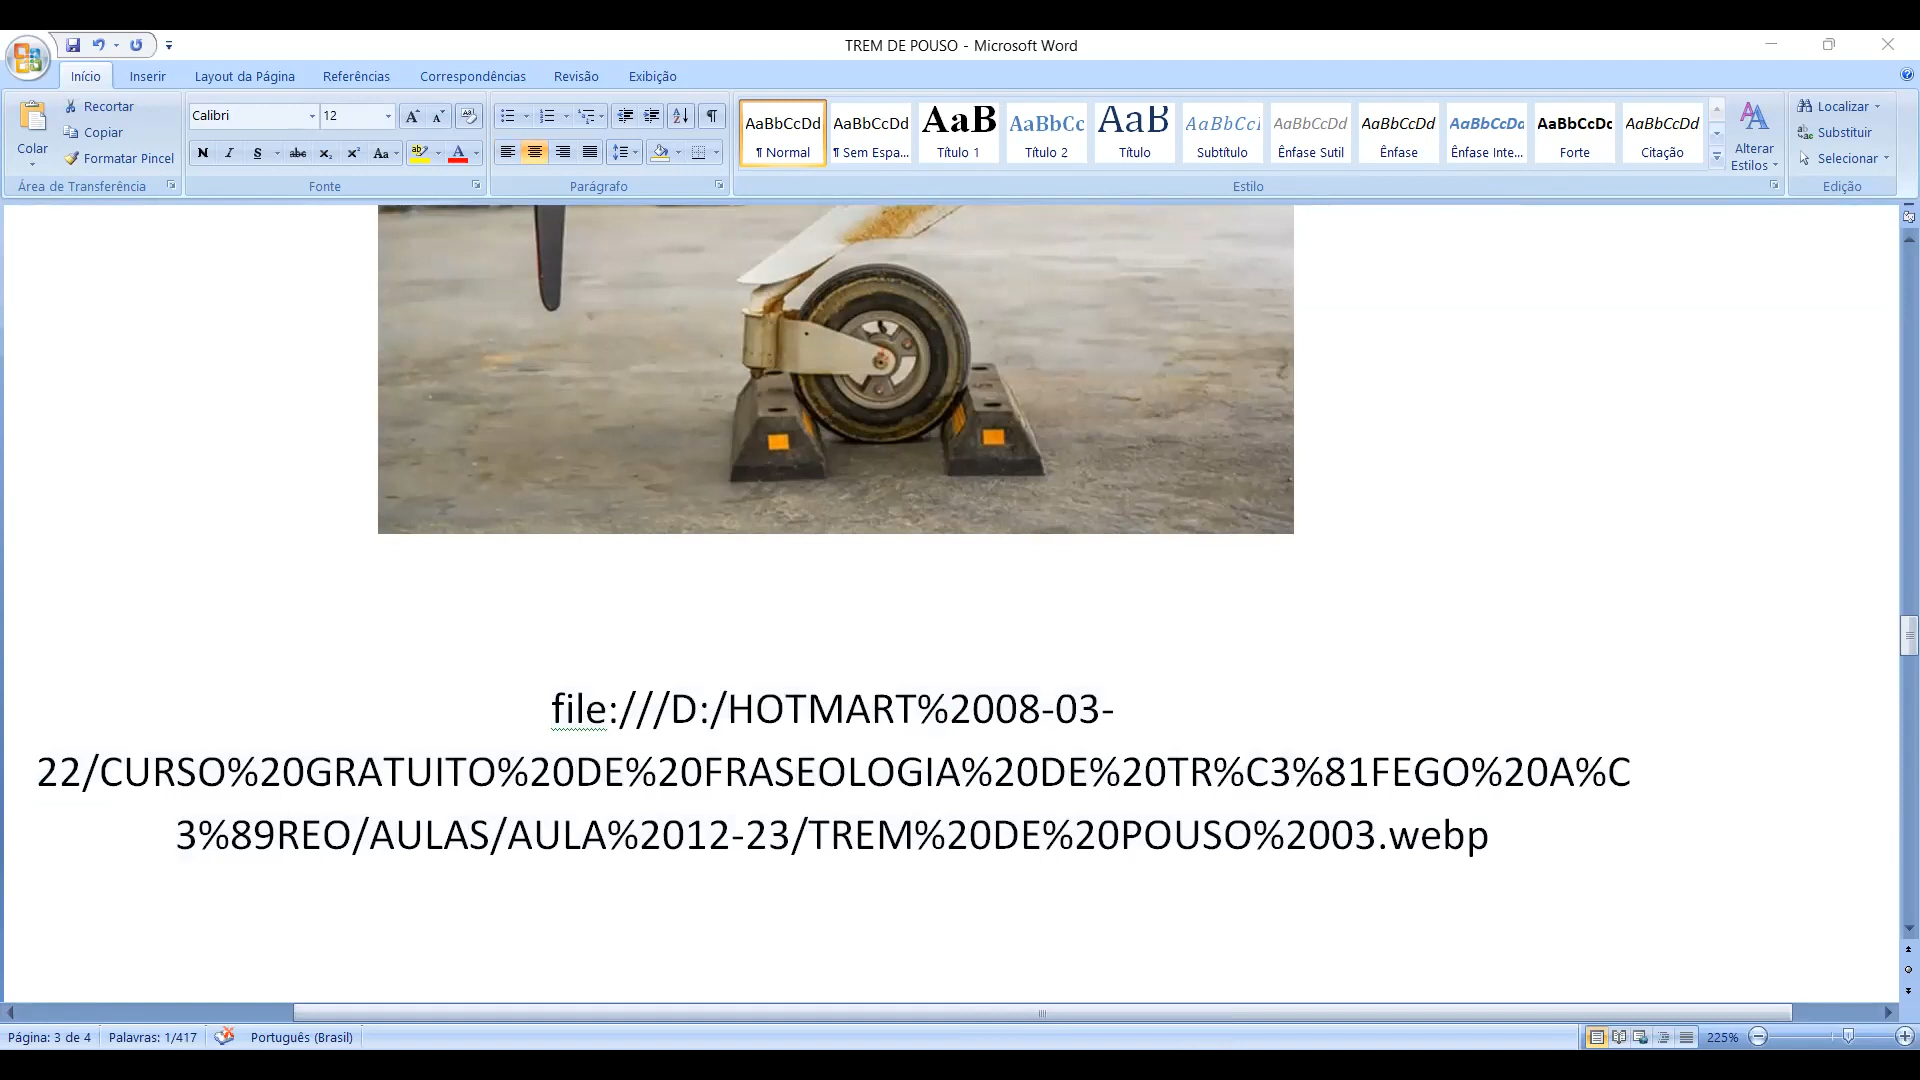 TREM DE POUSO - Microsoft Word
Início Inserir Layout da Página Referências Correspondências Revisão Exibição
Recortar
Copiar
Colar
Formatar Pincel
Área de Transferência
Calibri 12
N I S abc x₂ x² Aa ab A
Fonte
Parágrafo
AaBbCcDd AaBbCcDd AaB AaBbCc AaB AaBbCcI AaBbCcDd AaBbCcDd AaBbCcDd AaBbCcDc AaBbCcDd
¶ Normal ¶ Sem Espa... Título 1 Título 2 Título Subtítulo Ênfase Sutil Ênfase Ênfase Inte... Forte Citação
Alterar
Estilos
Estilo
Localizar
Substituir
Selecionar
Edição
file:///D:/HOTMART%2008-03-
22/CURSO%20GRATUITO%20DE%20FRASEOLOGIA%20DE%20TR%C3%81FEGO%20A%C
3%89REO/AULAS/AULA%2012-23/TREM%20DE%20POUSO%2003.webp
Página: 3 de 4 Palavras: 1/417 Português (Brasil) 225%